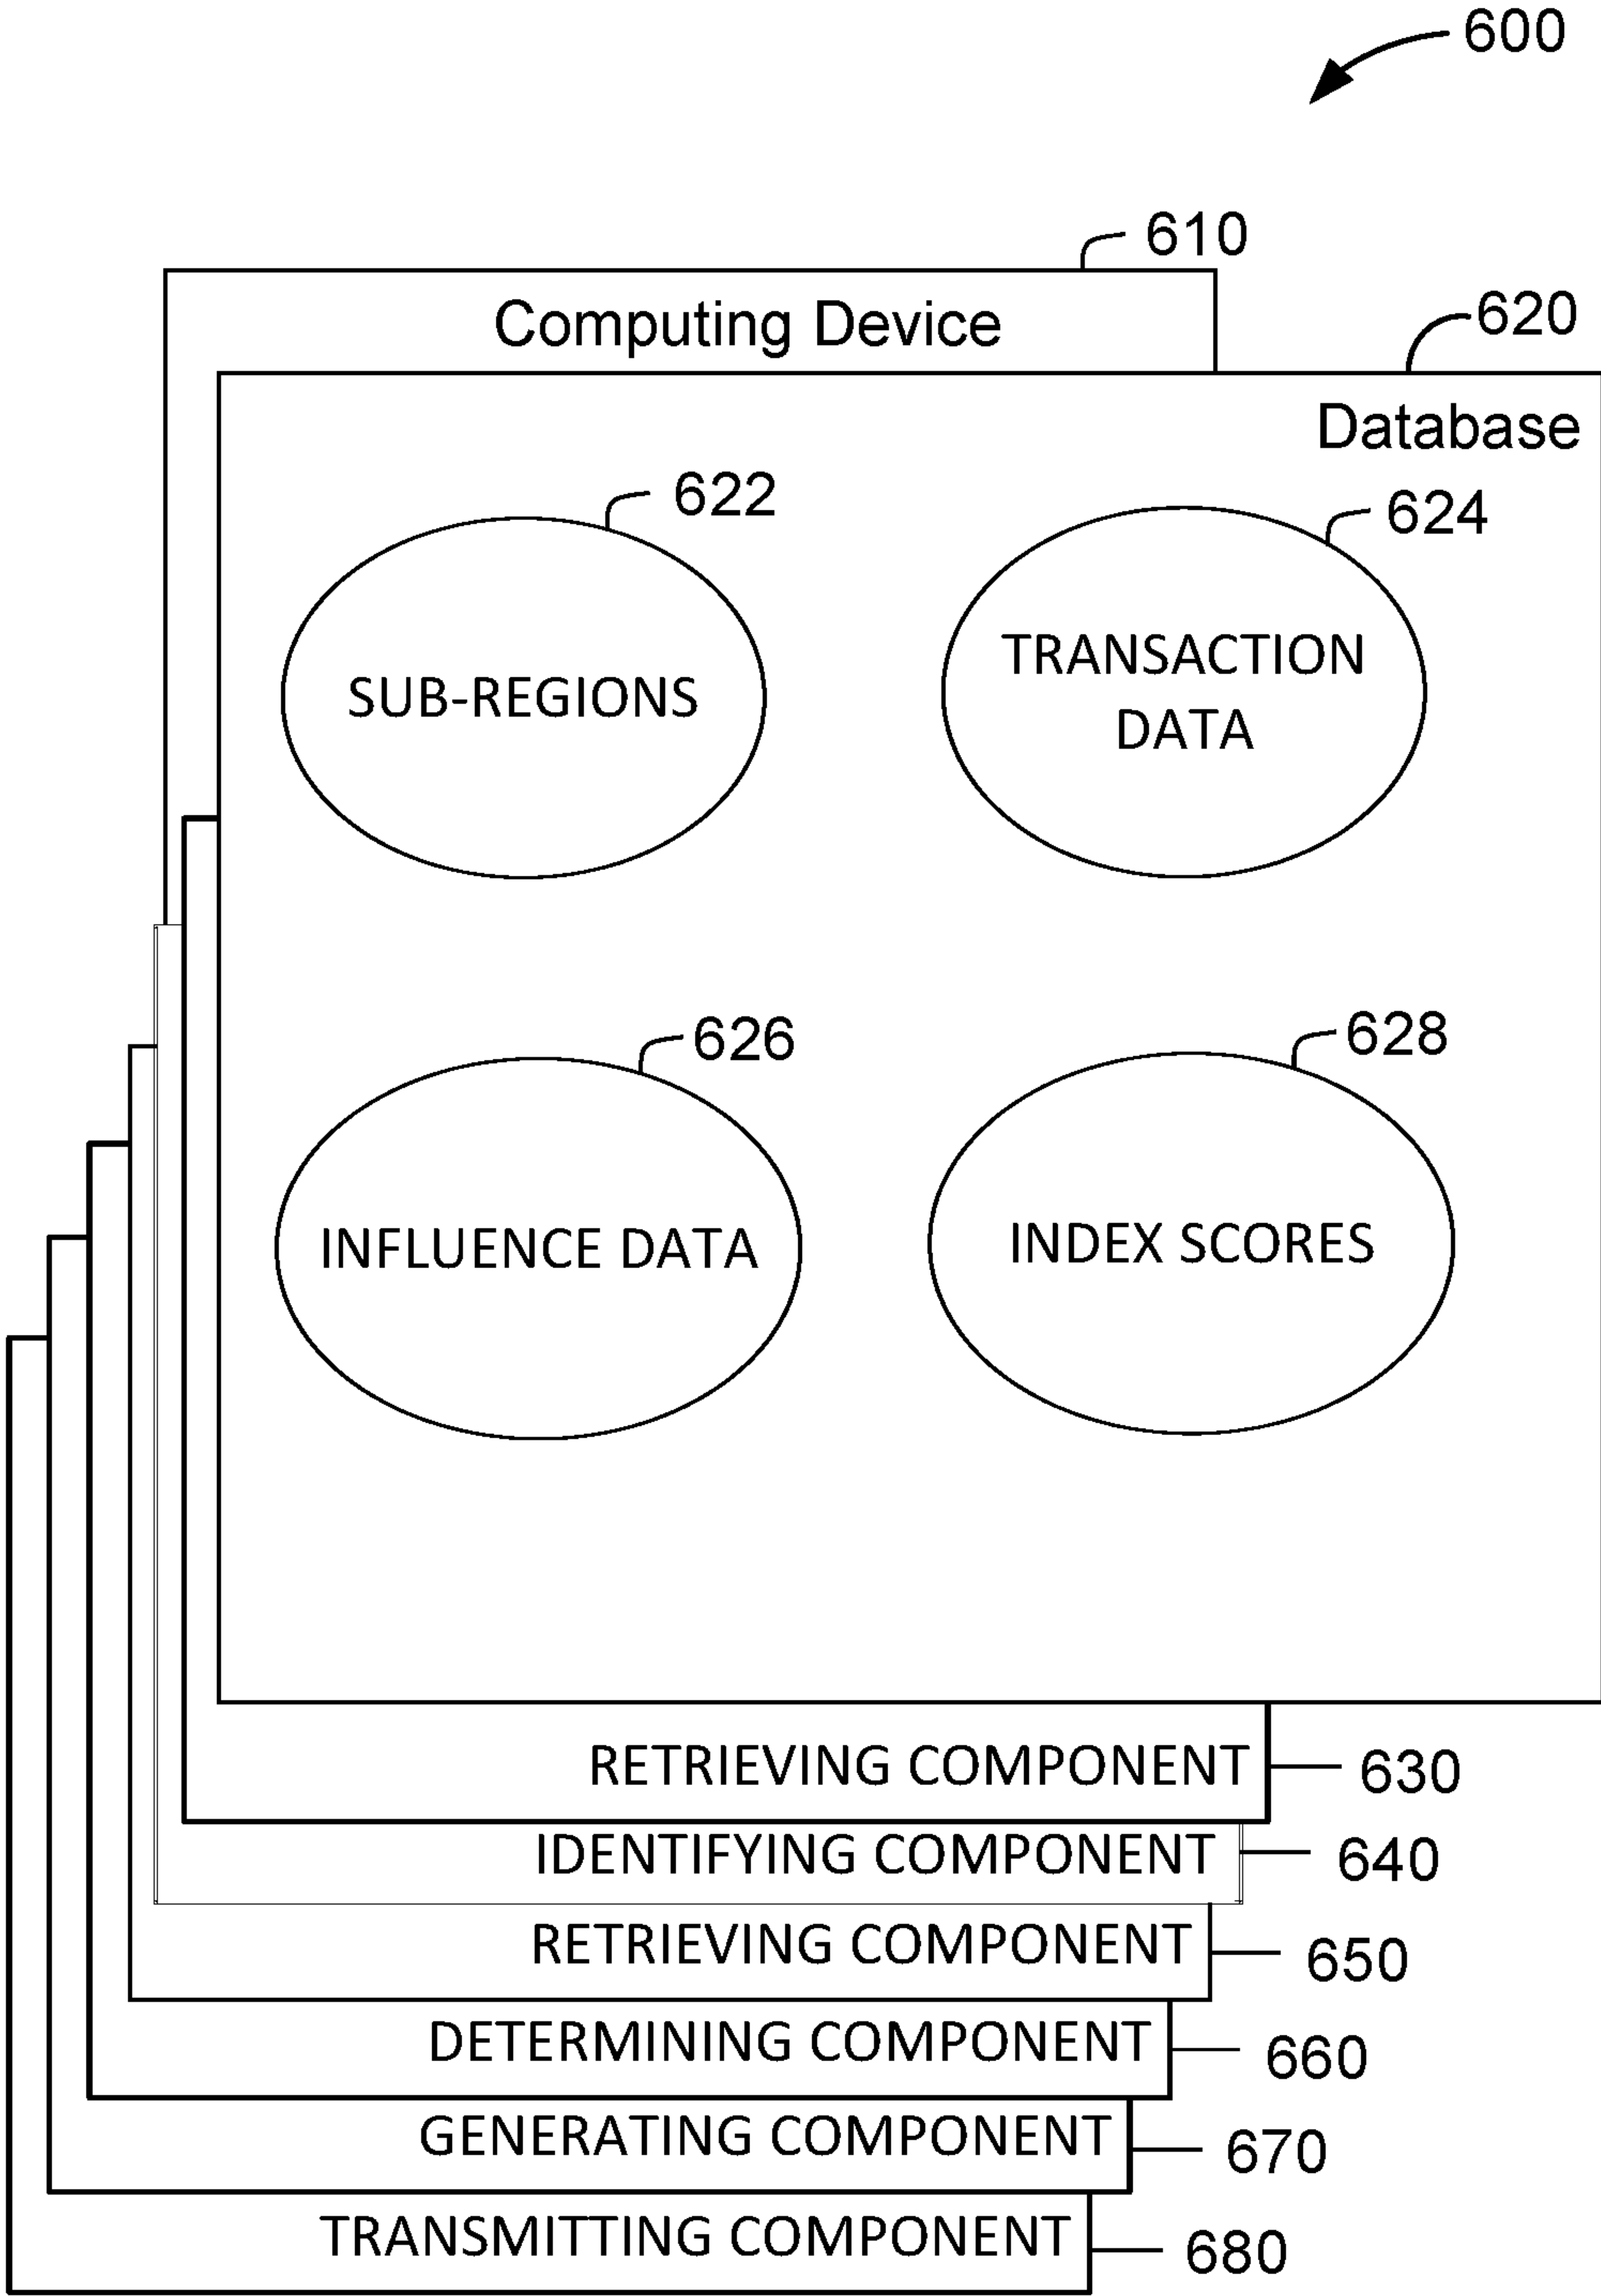 600
610
Computing Device
620
Database
622
624
SUB-REGIONS
TRANSACTION
DATA
626
628
INFLUENCE DATA
INDEX SCORES
RETRIEVING COMPONENT
630
IDENTIFYING COMPONENT
640
RETRIEVING COMPONENT
650
DETERMINING COMPONENT
660
GENERATING COMPONENT
670
TRANSMITTING COMPONENT
680